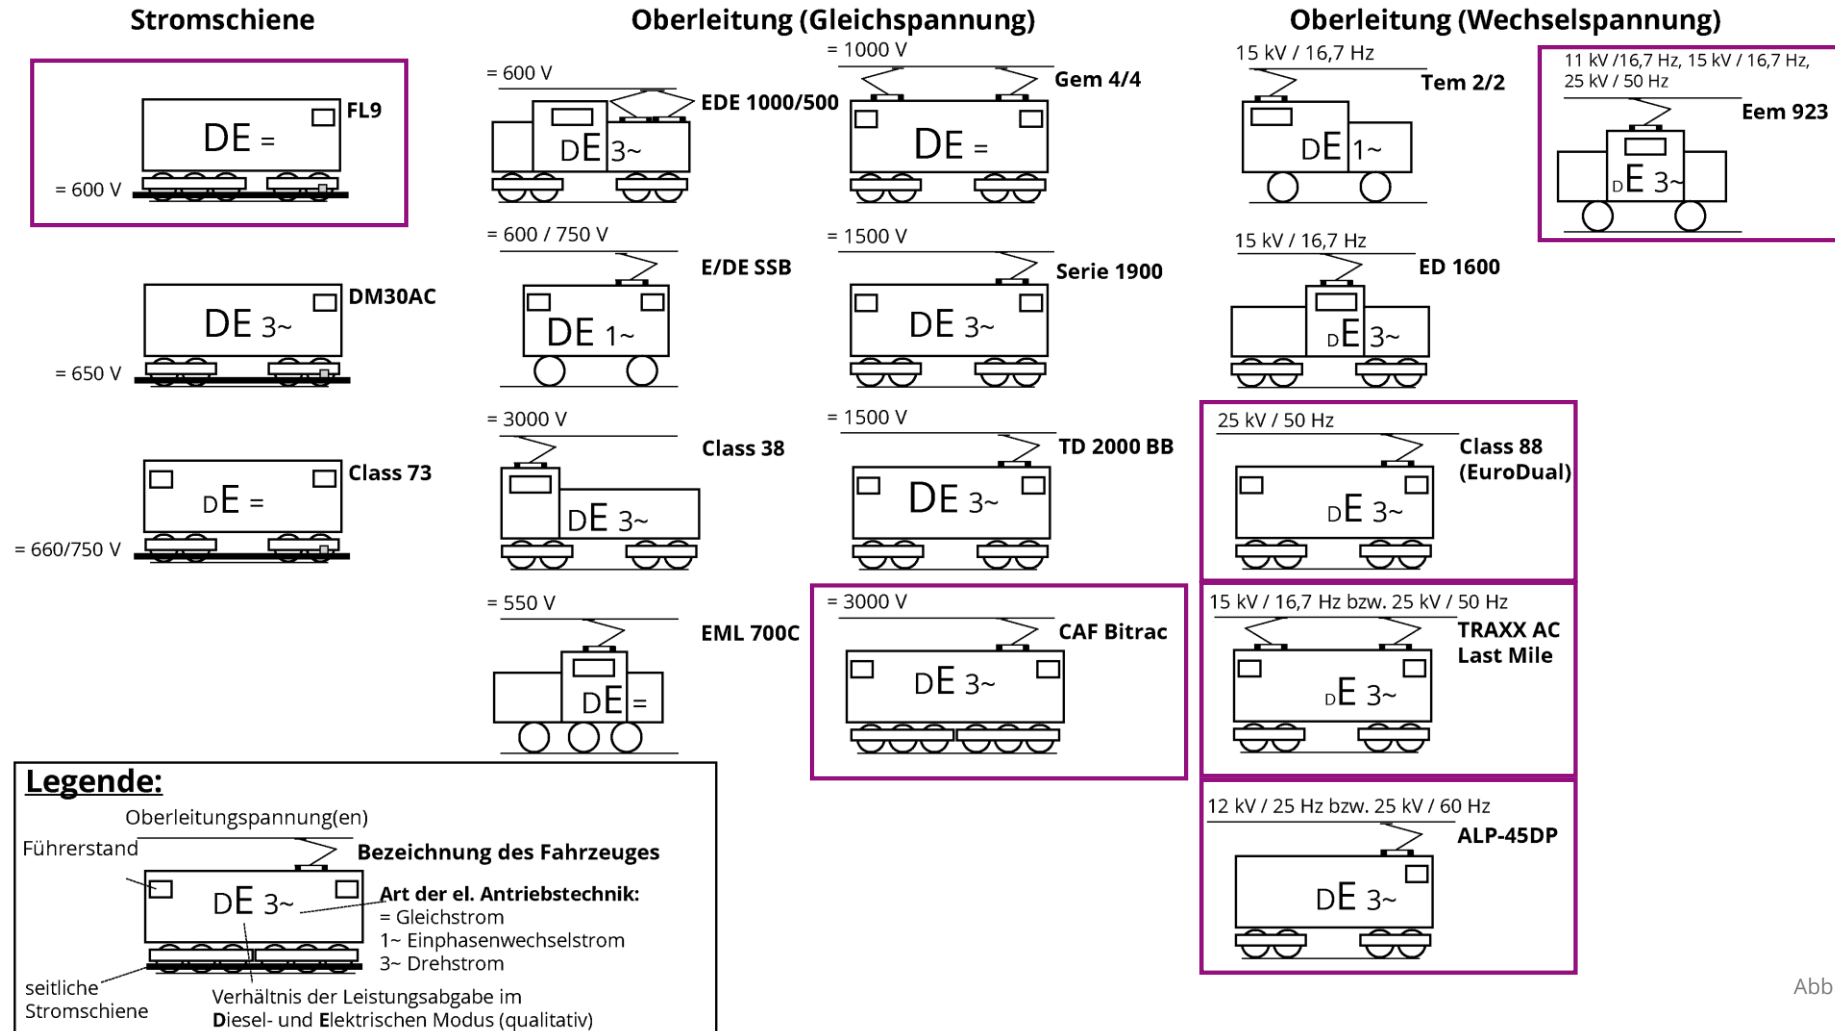 Stromschiene
FL9
DE =
= 600 V
DM30AC
DE 3~
= 650 V
Class 73
DE =
= 660/750 V
Oberleitung (Gleichspannung)
= 600 V
EDE 1000/500
DE 3~
= 600 / 750 V
E/DE SSB
DE 1~
= 3000 V
Class 38
DE 3~
= 550 V
EML 700C
DE =
= 1000 V
Gem 4/4
DE =
= 1500 V
Serie 1900
DE 3~
= 1500 V
TD 2000 BB
DE 3~
= 3000 V
CAF Bitrac
DE 3~
Oberleitung (Wechselspannung)
15 kV / 16,7 Hz
Tem 2/2
DE 1~
15 kV / 16,7 Hz
ED 1600
DE 3~
25 kV / 50 Hz
Class 88
(EuroDual)
DE 3~
15 kV / 16,7 Hz bzw. 25 kV / 50 Hz
TRAXX AC
Last Mile
DE 3~
12 kV / 25 Hz bzw. 25 kV / 60 Hz
ALP-45DP
DE 3~
11 kV /16,7 Hz, 15 kV / 16,7 Hz,
25 kV / 50 Hz
Eem 923
DE 3~
Legende:
Oberleitungspannung(en)
Führerstand
Bezeichnung des Fahrzeuges
DE 3~
Art der el. Antriebstechnik:
= Gleichstrom
1~ Einphasenwechselstrom
3~ Drehstrom
seitliche
Stromschiene
Verhältnis der Leistungsabgabe im
Diesel- und Elektrischen Modus (qualitativ)
Abb